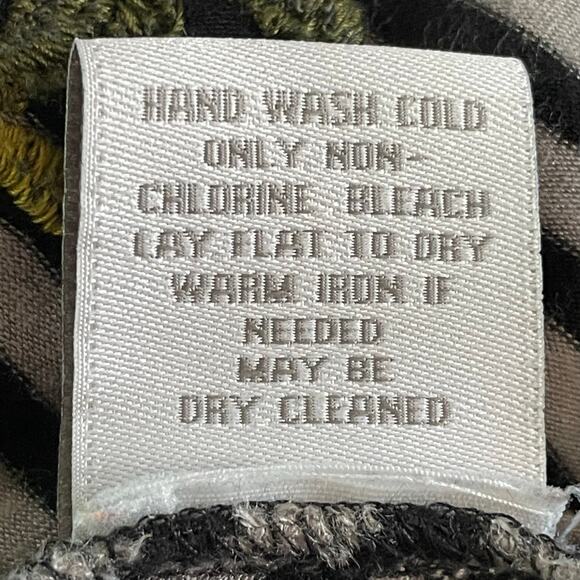 HAND WASH COLD
ONLY NON-
CHLORINE BLEACH
LAY FLAT TO DRY
WARM IRON IF
NEEDED
MAY BE
DRY CLEANED